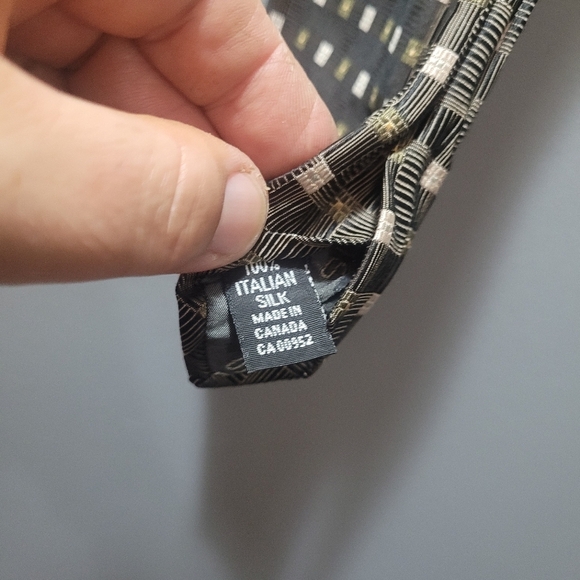 100%
ITALIAN
SILK
MADE IN
CANADA
CA 00952